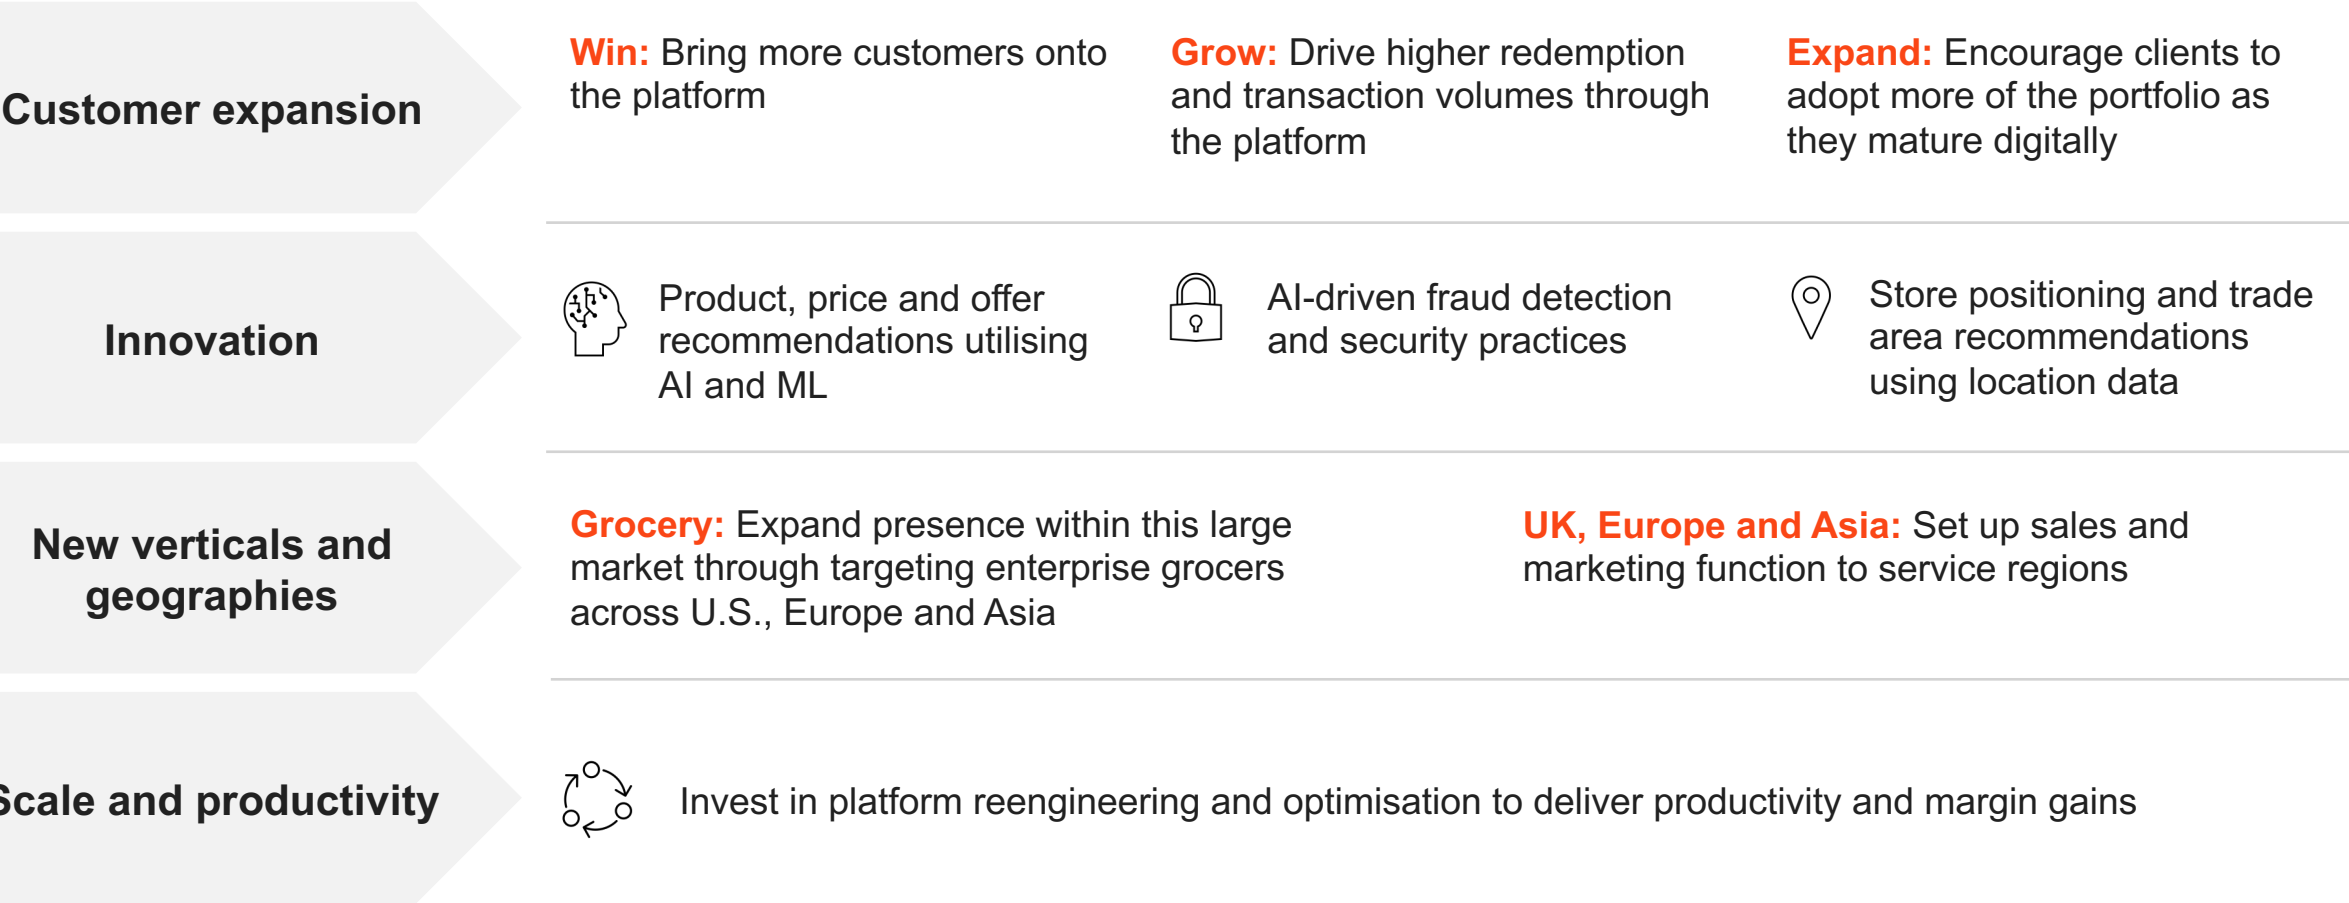 Customer expansion
Win: Bring more customers onto
the platform
Grow: Drive higher redemption
and transaction volumes through
the platform
Expand: Encourage clients to
adopt more of the portfolio as
they mature digitally
Innovation
Product, price and offer
recommendations utilising
AI and ML
AI-driven fraud detection
and security practices
Store positioning and trade
area recommendations
using location data
New verticals and
geographies
Grocery: Expand presence within this large
market through targeting enterprise grocers
across U.S., Europe and Asia
UK, Europe and Asia: Set up sales and
marketing function to service regions
Scale and productivity
Invest in platform reengineering and optimisation to deliver productivity and margin gains